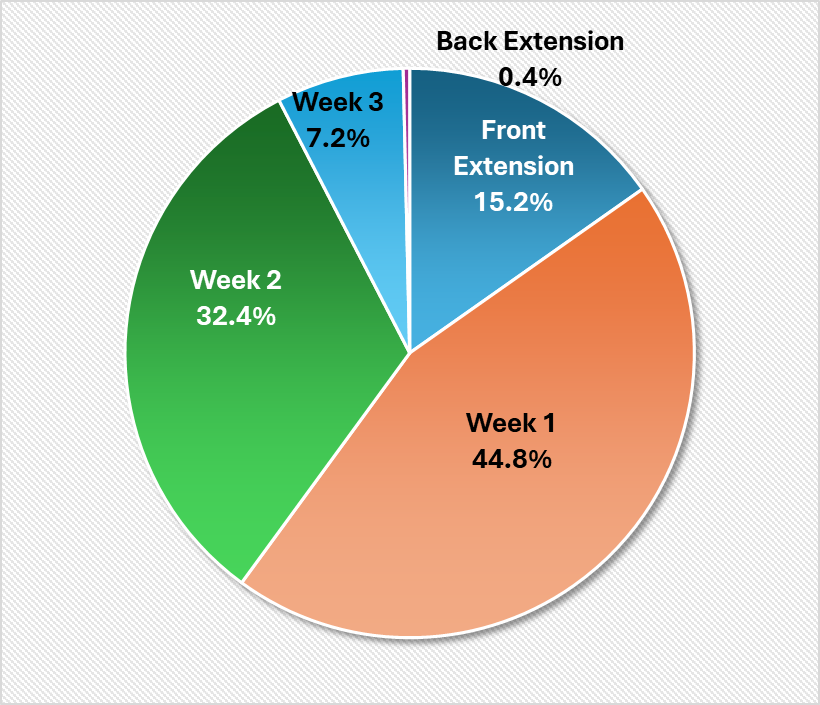 Back Extension
0.4%
Front
Extension
15.2%
Week 1
44.8%
Week 2
32.4%
Week 3
7.2%